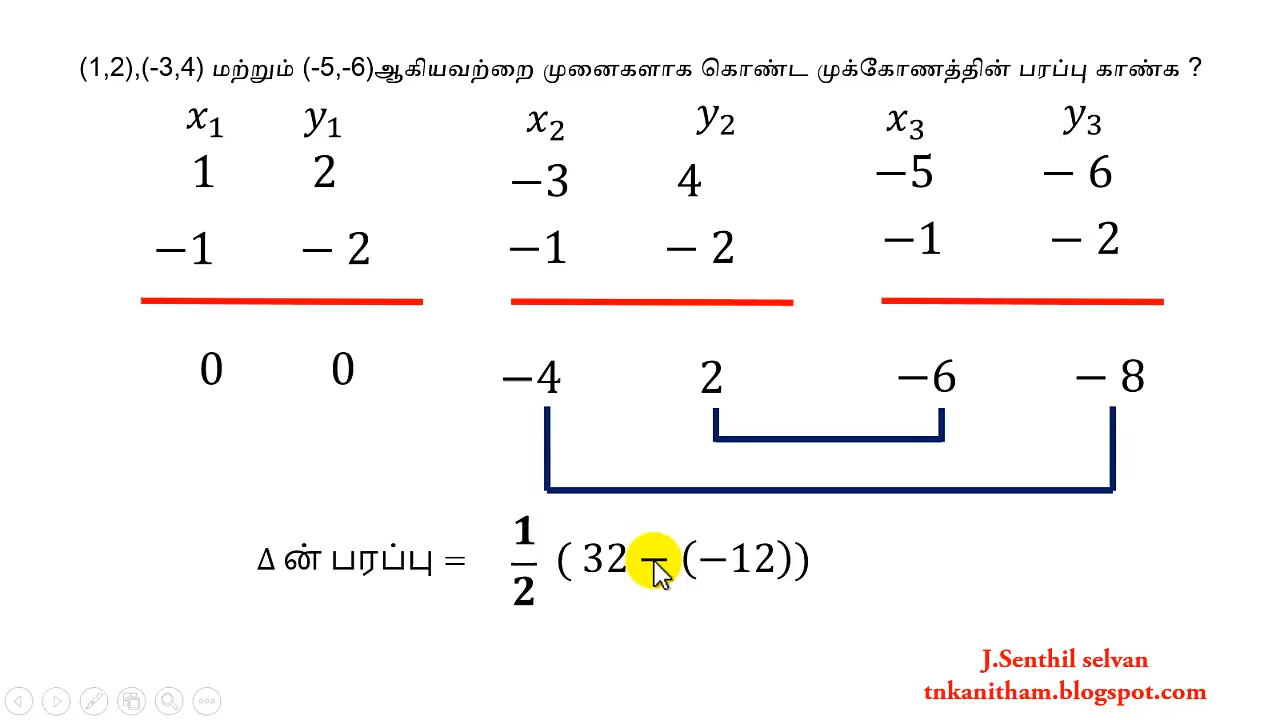 (1,2),(-3,4) மற்றும் (-5,-6)ஆகியவற்றை முனைகளாக கொண்ட முக்கோணத்தின் பரப்பு காண்க ?
x₁ y₁ x₂ y₂ x₃ y₃
1 2 −3 4 −5 − 6
−1 − 2 −1 − 2 −1 − 2
0 0 −4 2 −6 − 8
Δ ன் பரப்பு = 1/2 ( 32 − (−12))
J.Senthil selvan
tnkanitham.blogspot.com